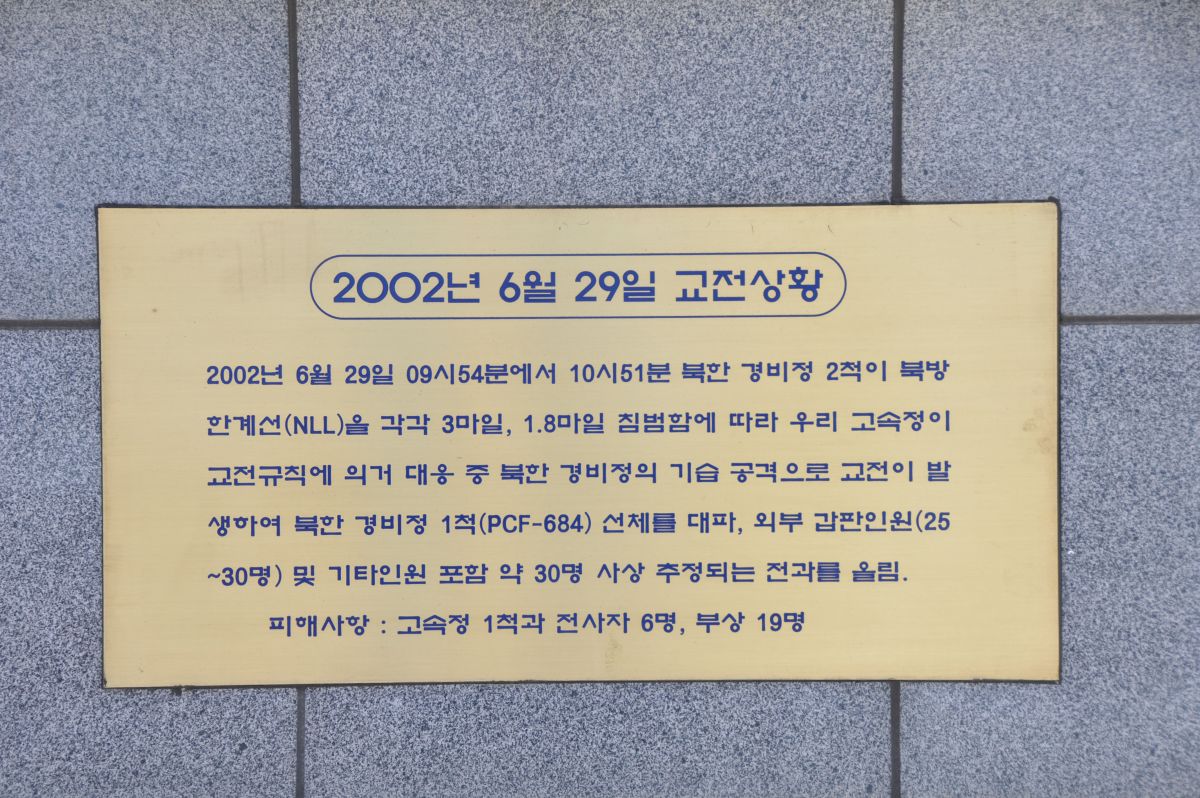 2002년 6월 29일 교전상황
2002년 6월 29일 09시54분에서 10시51분 북한 경비정 2척이 북방
한계선(NLL)을 각각 3마일, 1.8마일 침범함에 따라 우리 고속정이
교전규칙에 의거 대응 중 북한 경비정의 기습 공격으로 교전이 발
생하여 북한 경비정 1척(PCF-684) 선체를 대파, 외부 갑판인원(25
~30명) 및 기타인원 포함 약 30명 사상 추정되는 전과를 올림.
피해사항 : 고속정 1척과 전사자 6명, 부상 19명